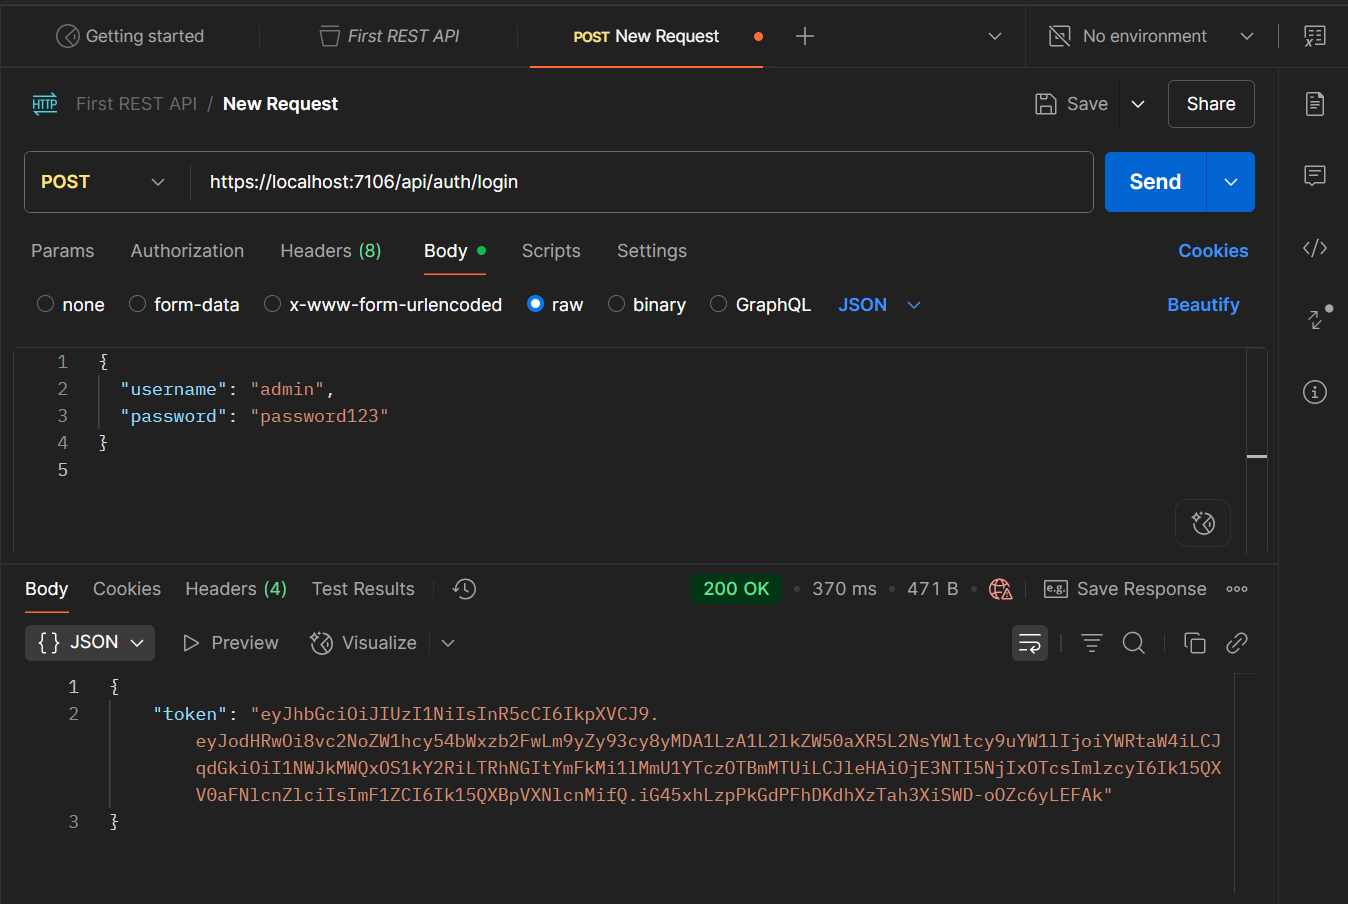 Getting started
First REST API
POST New Request
No environment
HTTP
First REST API / New Request
Save
Share
POST
https://localhost:7106/api/auth/login
Send
Params
Authorization
Headers (8)
Body
Scripts
Settings
Cookies
none
form-data
x-www-form-urlencoded
raw
binary
GraphQL
JSON
Beautify
1 {
2 "username": "admin",
3 "password": "password123"
4 }
5
Body
Cookies
Headers (4)
Test Results
200 OK
370 ms
471 B
e.g.
Save Response
{} JSON
Preview
Visualize
1 {
2 "token": "eyJhbGciOiJIUzI1NiIsInR5cCI6IkpXVCJ9.
eyJodHRwOi8vc2NoZW1hcy54bWxzb2FwLm9yZy93cy8yMDA1LzA1L2lkZW50aXR5L2NsYWltcy9uYW1lIjoiYWRtaW4iLCJ
qdGkiOiI1NWJkMWQxOS1kY2RiLTRhNGItYmFkMi1lMmU1YTczOTBmMTUiLCJleHAiOjE3NTI5NjIxOTcsImlzcyI6Ik15QX
V0aFNlcnZlciIsImF1ZCI6Ik15QXBpVXNlcnMifQ.iG45xhLzpPkGdPFhDKdhXzTah3XiSWD-oOZc6yLEFAk"
3 }